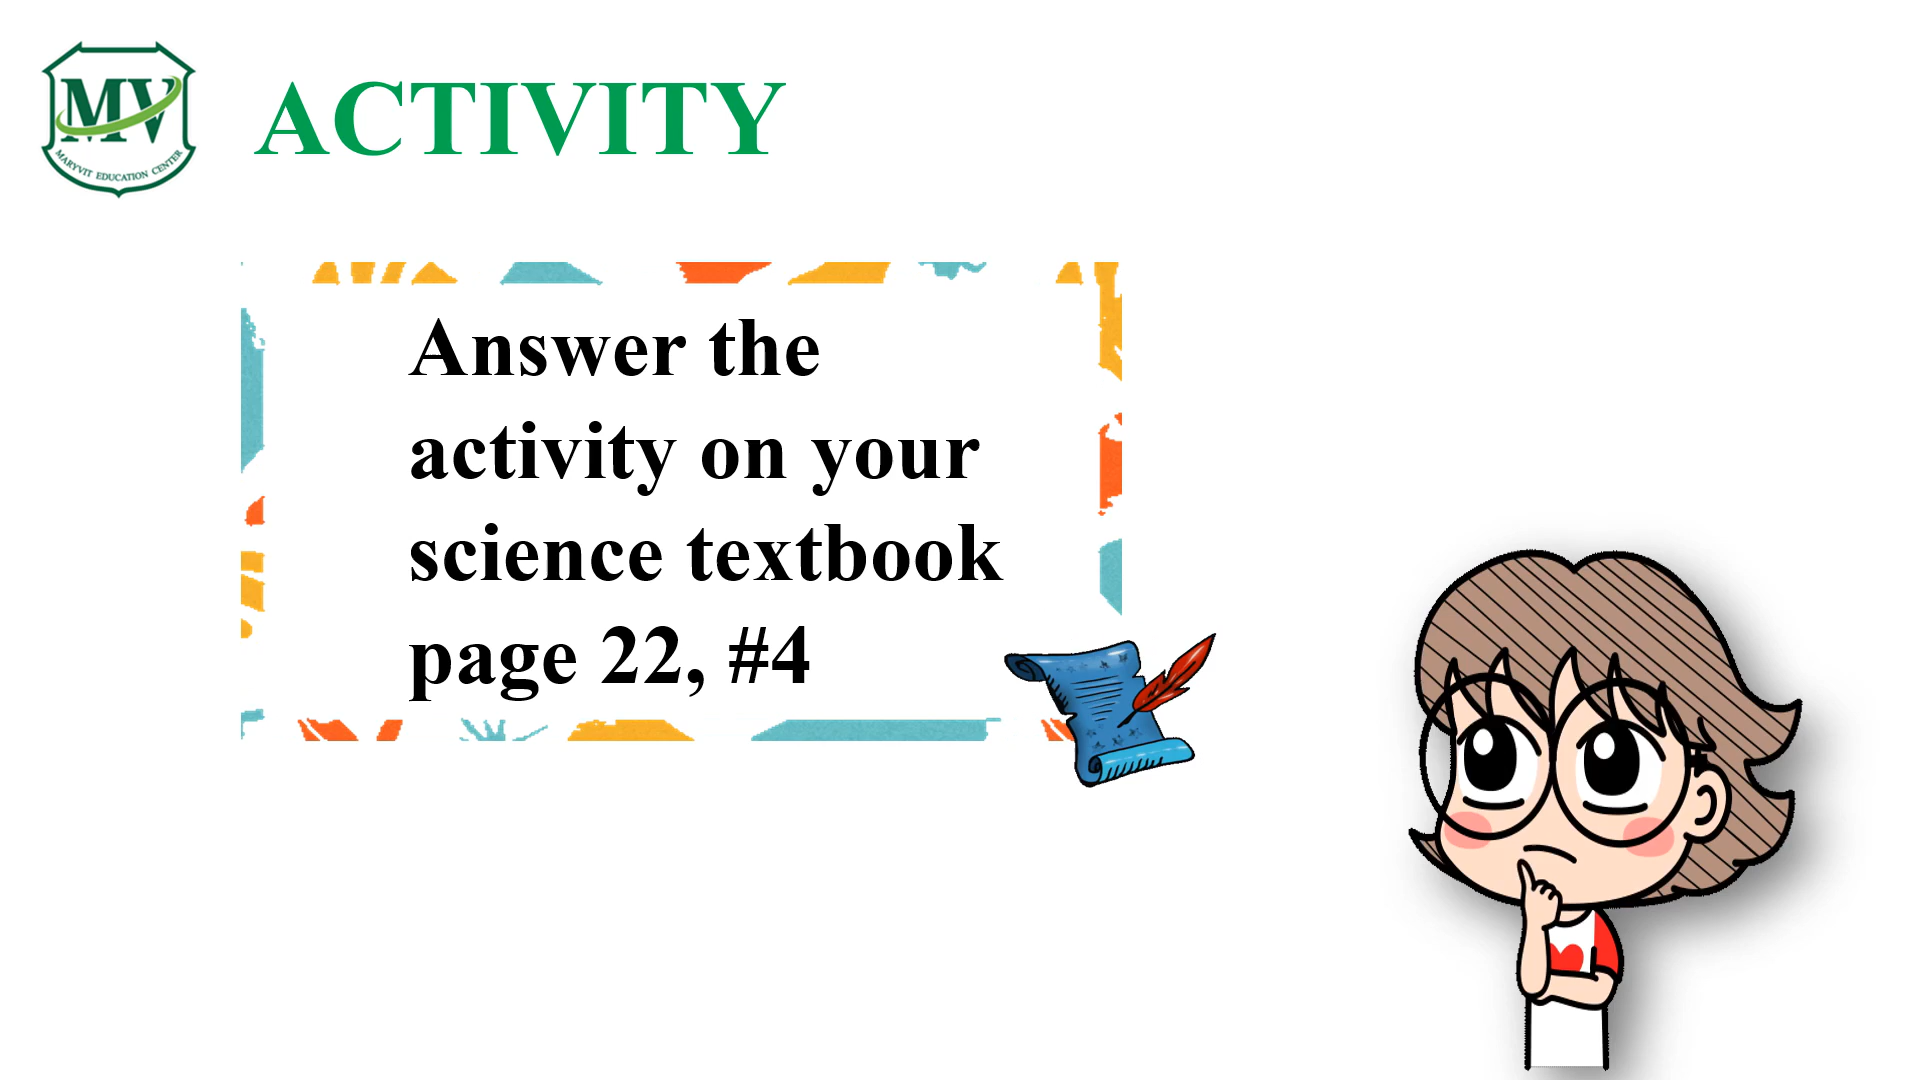 MV
MARYVIT EDUCATION CENTER
ACTIVITY
Answer the
activity on your
science textbook
page 22, #4